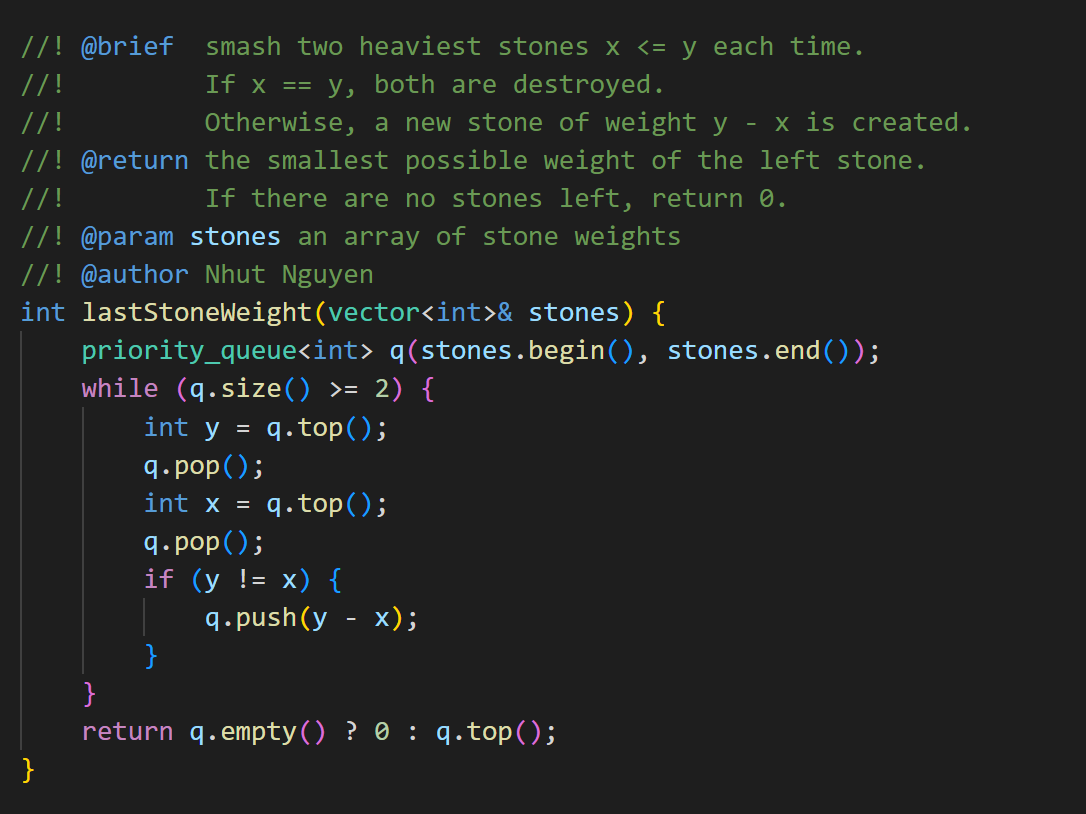 //! @brief  smash two heaviest stones x <= y each time.
//!         If x == y, both are destroyed.
//!         Otherwise, a new stone of weight y - x is created.
//! @return the smallest possible weight of the left stone.
//!         If there are no stones left, return 0.
//! @param stones an array of stone weights
//! @author Nhut Nguyen
int lastStoneWeight(vector<int>& stones) {
    priority_queue<int> q(stones.begin(), stones.end());
    while (q.size() >= 2) {
        int y = q.top();
        q.pop();
        int x = q.top();
        q.pop();
        if (y != x) {
            q.push(y - x);
        }
    }
    return q.empty() ? 0 : q.top();
}